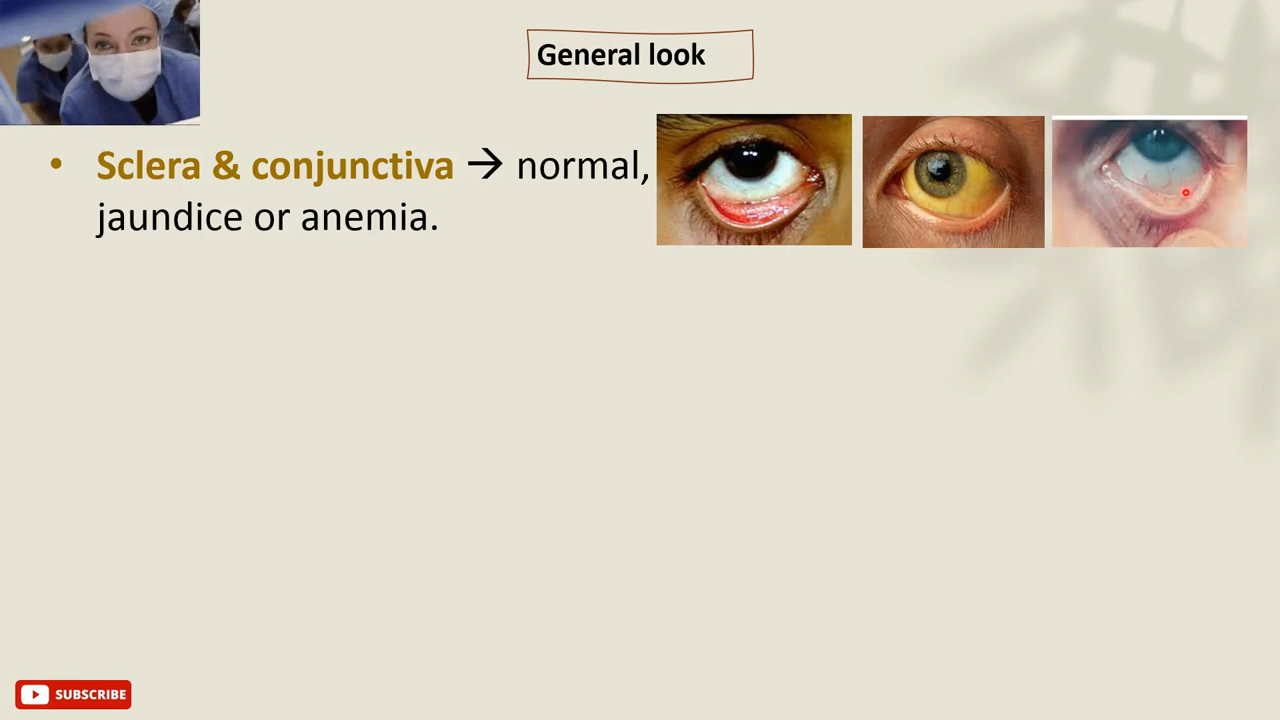 General look
• Sclera & conjunctiva → normal,
jaundice or anemia.
SUBSCRIBE